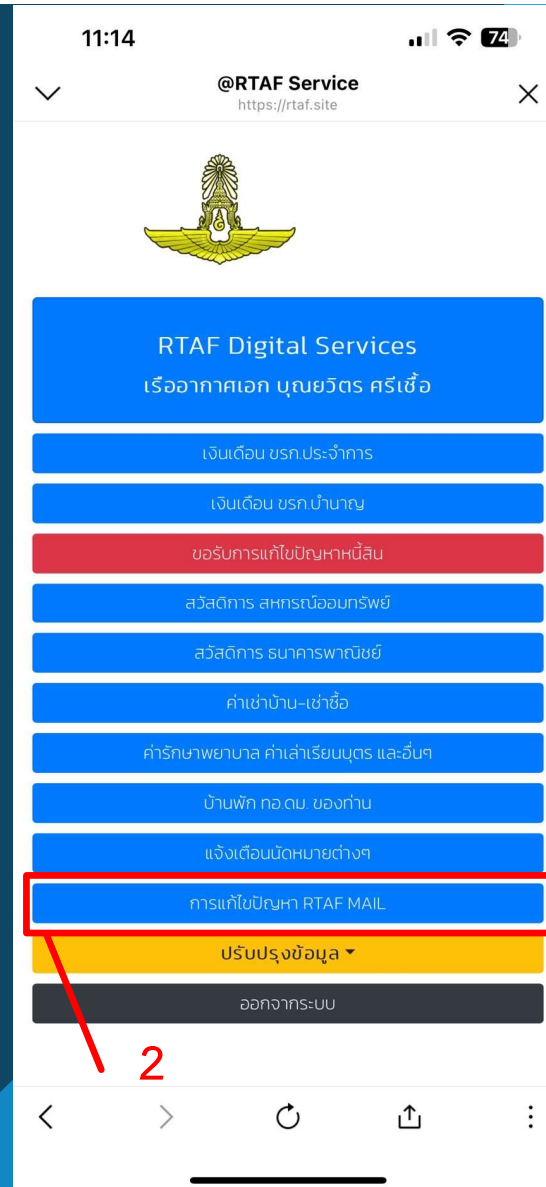 11:14
74
@RTAF Service
https://rtaf.site
RTAF Digital Services
เรืออากาศเอก บุณยวิตร ศรีเชื้อ
เงินเดือน ขรก.ประจำการ
เงินเดือน ขรก.บำนาญ
ขอรับการแก้ไขปัญหาหนี้สิน
สวัสดิการ สหกรณ์ออมทรัพย์
สวัสดิการ ธนาคารพาณิชย์
ค่าเช่าบ้าน-เช่าซื้อ
ค่ารักษาพยาบาล ค่าเล่าเรียนบุตร และอื่นๆ
บ้านพัก ทอ.ดม. ของท่าน
แจ้งเตือนนัดหมายต่างๆ
การแก้ไขปัญหา RTAF MAIL
ปรับปรุงข้อมูล
ออกจากระบบ
2